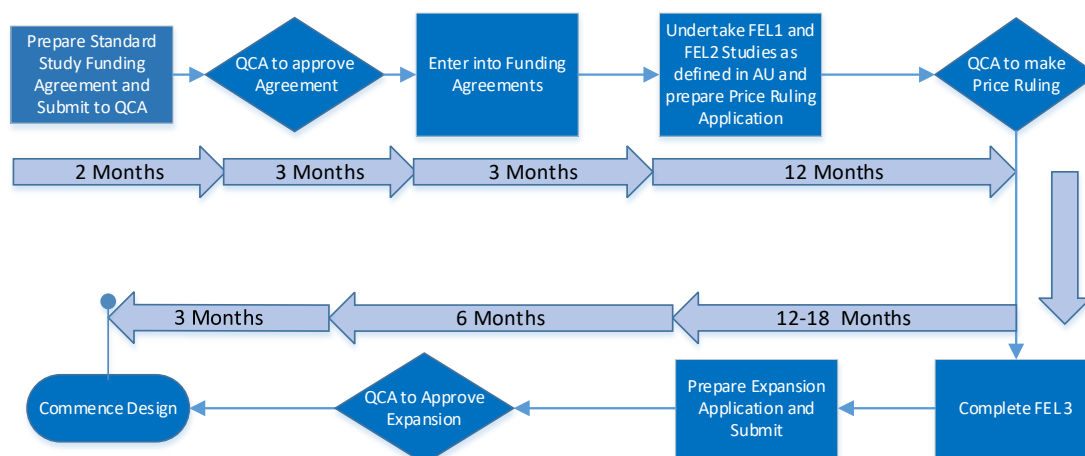 Prepare Standard
Study Funding
Agreement and
Submit to QCA
QCA to approve
Agreement
Enter into Funding
Agreements
Undertake FEL1 and
FEL2 Studies as
defined in AU and
prepare Price Ruling
Application
QCA to make
Price Ruling
2 Months
3 Months
3 Months
12 Months
3 Months
6 Months
12-18 Months
Commence Design
QCA to Approve
Expansion
Prepare Expansion
Application and
Submit
Complete FEL 3